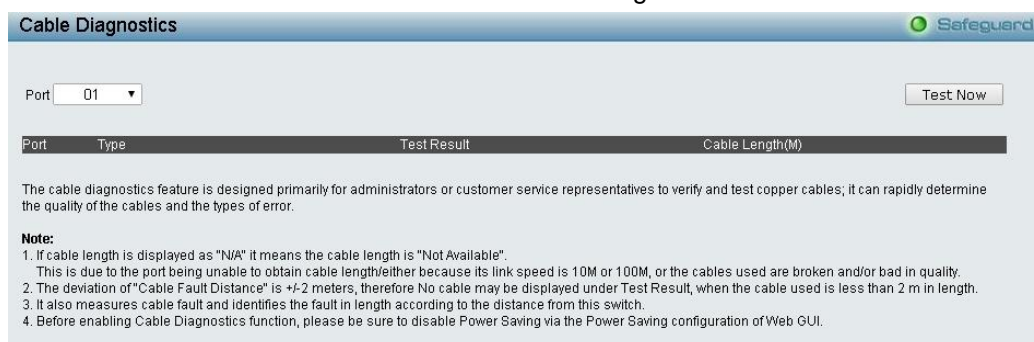 Cable Diagnostics
Safeguard
Port 01
Test Now
Port Type Test Result Cable Length(M)
The cable diagnostics feature is designed primarily for administrators or customer service representatives to verify and test copper cables; it can rapidly determine
the quality of the cables and the types of error.
Note:
1. If cable length is displayed as "N/A" it means the cable length is "Not Available".
This is due to the port being unable to obtain cable length/either because its link speed is 10M or 100M, or the cables used are broken and/or bad in quality.
2. The deviation of "Cable Fault Distance" is +/-2 meters, therefore No cable may be displayed under Test Result, when the cable used is less than 2 m in length.
3. It also measures cable fault and identifies the fault in length according to the distance from this switch.
4. Before enabling Cable Diagnostics function, please be sure to disable Power Saving via the Power Saving configuration of Web GUI.